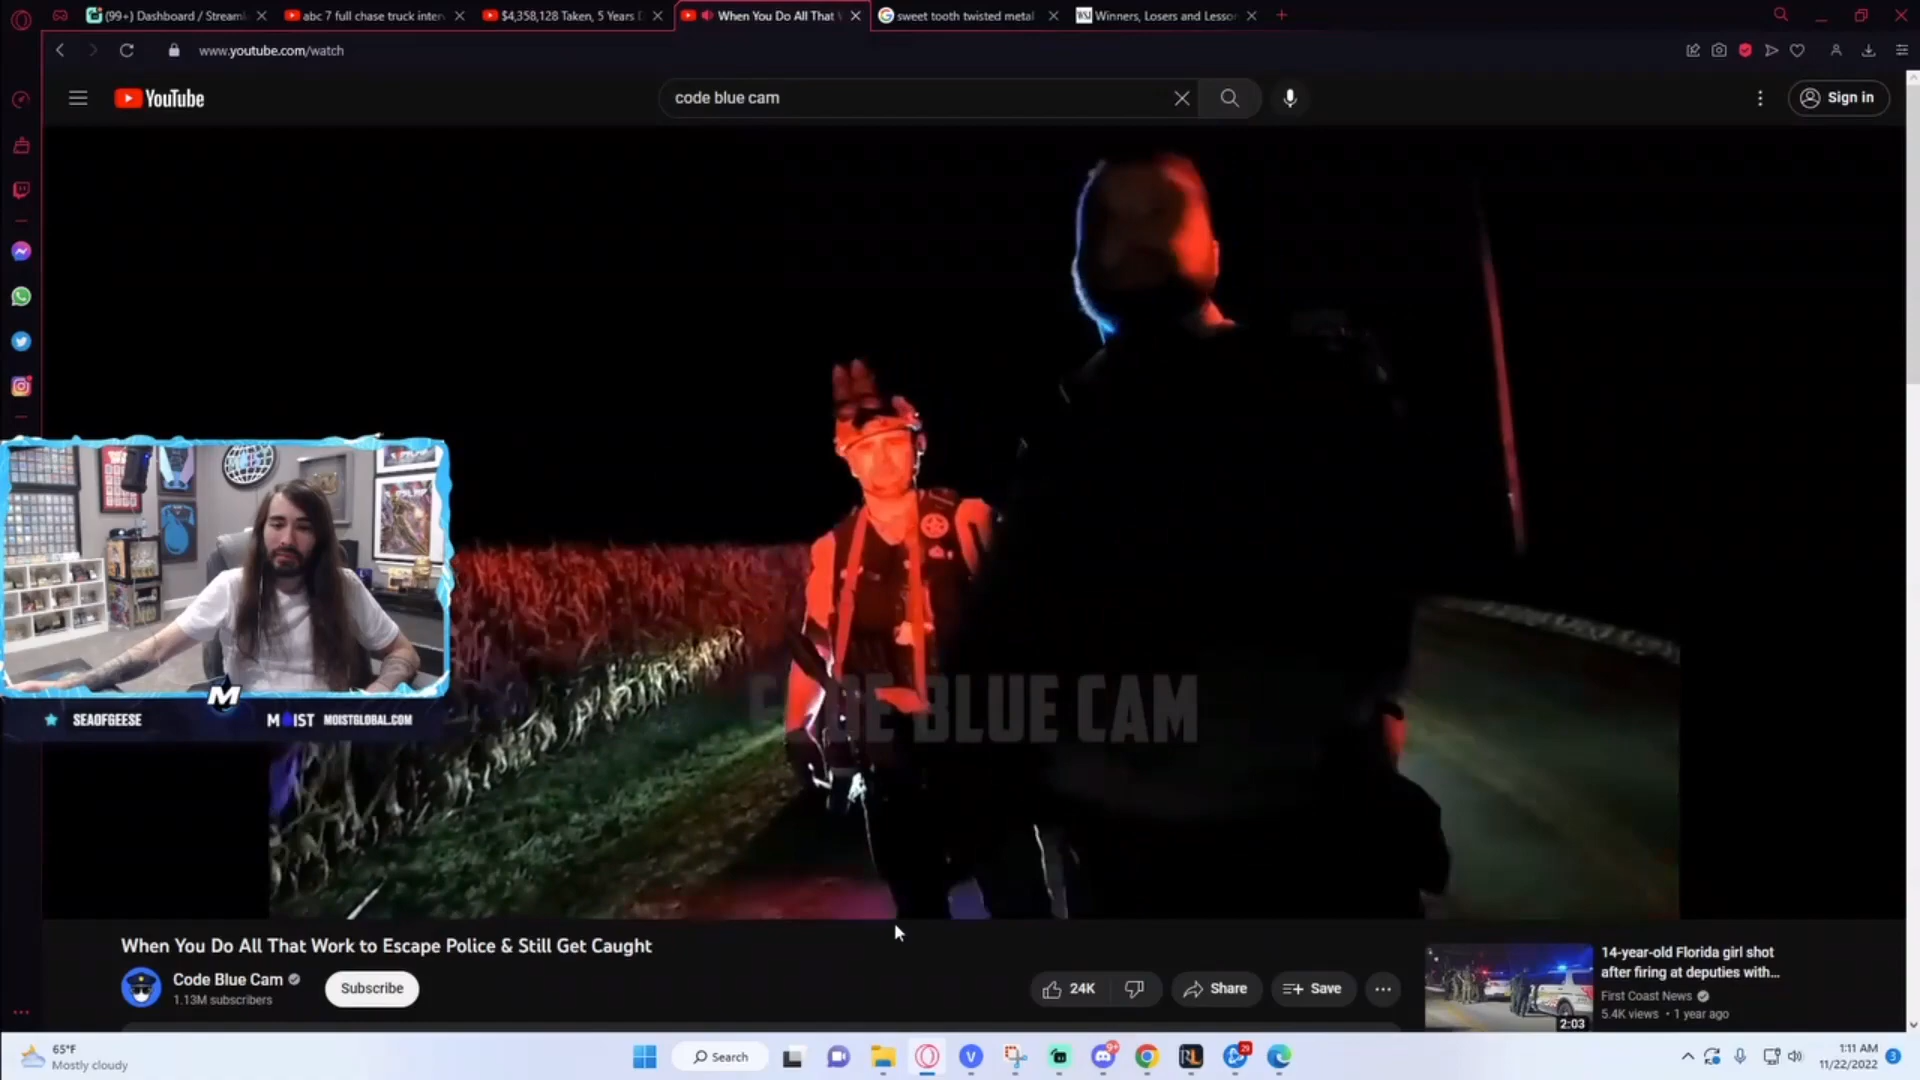 (99+) Dashboard / Streaml
abc 7 full chase truck inter
$4,358,128 Taken, 5 Years
When You Do All That
sweet tooth twisted metal
WSJ Winners, Losers and Lesso
www.youtube.com/watch
YouTube
code blue cam
Sign in
CODE BLUE CAM
M
SEAOFGEESE
MOIST MOISTGLOBAL.COM
When You Do All That Work to Escape Police & Still Get Caught
Code Blue Cam
1.13M subscribers
Subscribe
24K
Share
Save
14-year-old Florida girl shot
after firing at deputies with...
First Coast News
5.4K views • 1 year ago
2:03
65°F
Mostly cloudy
Search
1:11 AM
11/22/2022
3